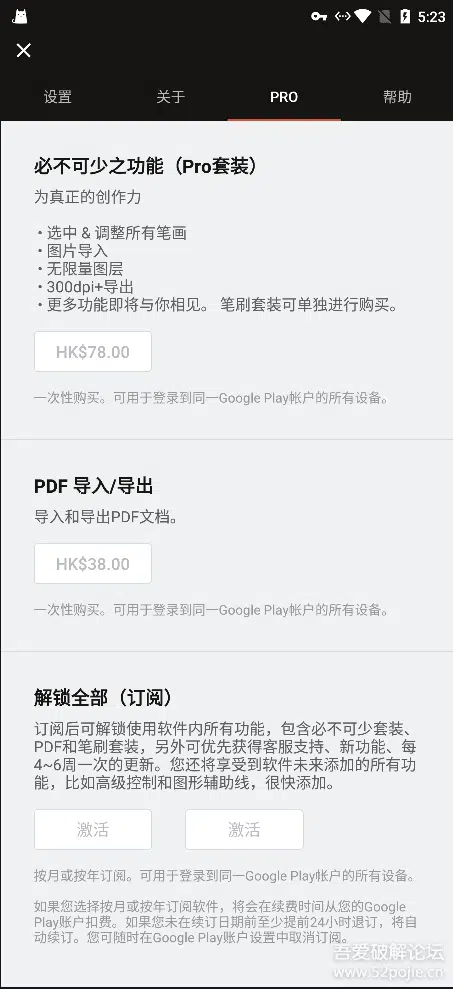 5:23
设置 关于 PRO 帮助
必不可少之功能（Pro套装）
为真正的创作力
• 选中 & 调整所有笔画
• 图片导入
• 无限量图层
• 300dpi+导出
• 更多功能即将与你相见。 笔刷套装可单独进行购买。
HK$78.00
一次性购买。可用于登录到同一Google Play帐户的所有设备。
PDF 导入/导出
导入和导出PDF文档。
HK$38.00
一次性购买。可用于登录到同一Google Play帐户的所有设备。
解锁全部（订阅）
订阅后可解锁使用软件内所有功能，包含必不可少套装、
PDF和笔刷套装，另外可优先获得客服支持、新功能、每
4~6周一次的更新。您还将享受到软件未来添加的所有功
能，比如高级控制和图形辅助线，很快添加。
激活 激活
按月或按年订阅。可用于登录到同一Google Play帐户的所有设备。
如果您选择按月或按年订阅软件，将会在续费时间从您的Google
Play账户扣费。如果您未在续订日期前至少提前24小时退订，将自
动续订。您可随时在Google Play账户设置中取消订阅。
吾爱破解论坛
www.52pojie.cn